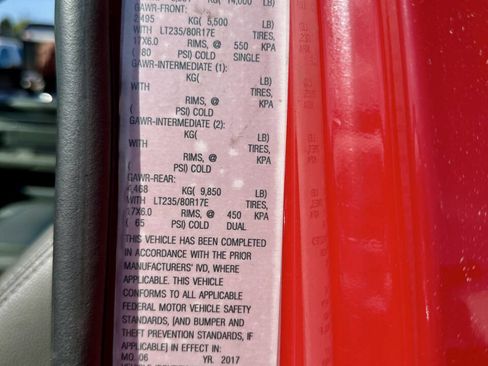 14,000 LB)
GAWR-FRONT:
2,495 KG( 5,500 LB)
WITH LT235/80R17E TIRES,
17X6.0 RIMS, @ 550 KPA
( 80 PSI) COLD SINGLE
GAWR-INTERMEDIATE (1):
KG( LB)
WITH TIRES,
RIMS, @ KPA
( PSI) COLD
GAWR-INTERMEDIATE (2):
KG( LB)
WITH TIRES,
RIMS, @ KPA
( PSI) COLD
GAWR-REAR:
4,468 KG( 9,850 LB)
WITH LT235/80R17E TIRES,
17X6.0 RIMS, @ 450 KPA
( 65 PSI) COLD DUAL
THIS VEHICLE HAS BEEN COMPLETED
IN ACCORDANCE WITH THE PRIOR
MANUFACTURERS' IVD, WHERE
APPLICABLE. THIS VEHICLE
CONFORMS TO ALL APPLICABLE
FEDERAL MOTOR VEHICLE SAFETY
STANDARDS, [AND BUMPER AND
THEFT PREVENTION STANDARDS, IF
APPLICABLE] IN EFFECT IN:
MO. 06 YR. 2017